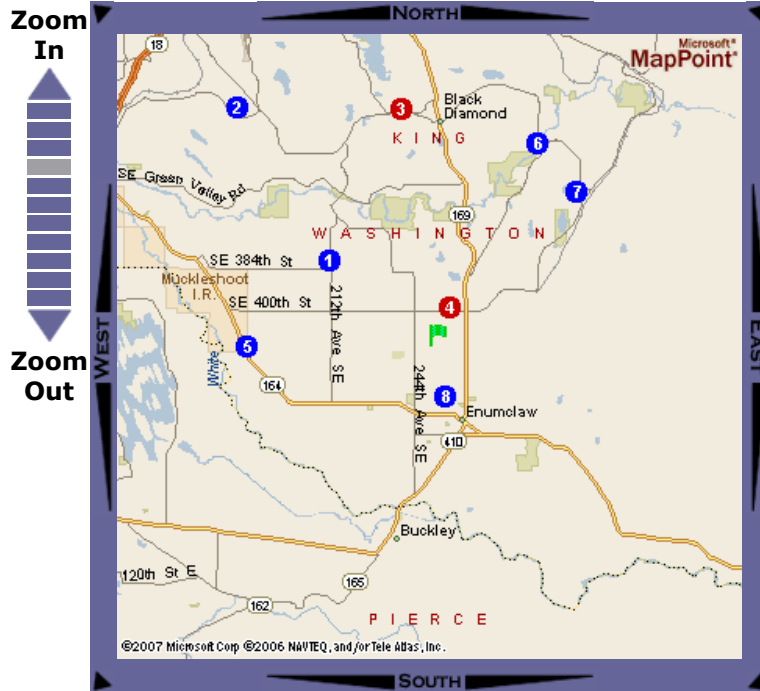 Zoom
In
NORTH
Microsoft®
MapPoint®
18
2
3
Black
Diamond
KING
6
SE Green Valley Rd
7
169
WASHINGTON
SE 384th St
1
Muckleshoot
I.R.
SE 400th St
4
212th Ave SE
WEST
EAST
Zoom
Out
5
White
164
244th Ave SE
8
Enumclaw
410
Buckley
120th St E
165
162
PIERCE
©2007 Microsoft Corp ©2006 NAVTEQ, and/or Tele Atlas, Inc.
SOUTH